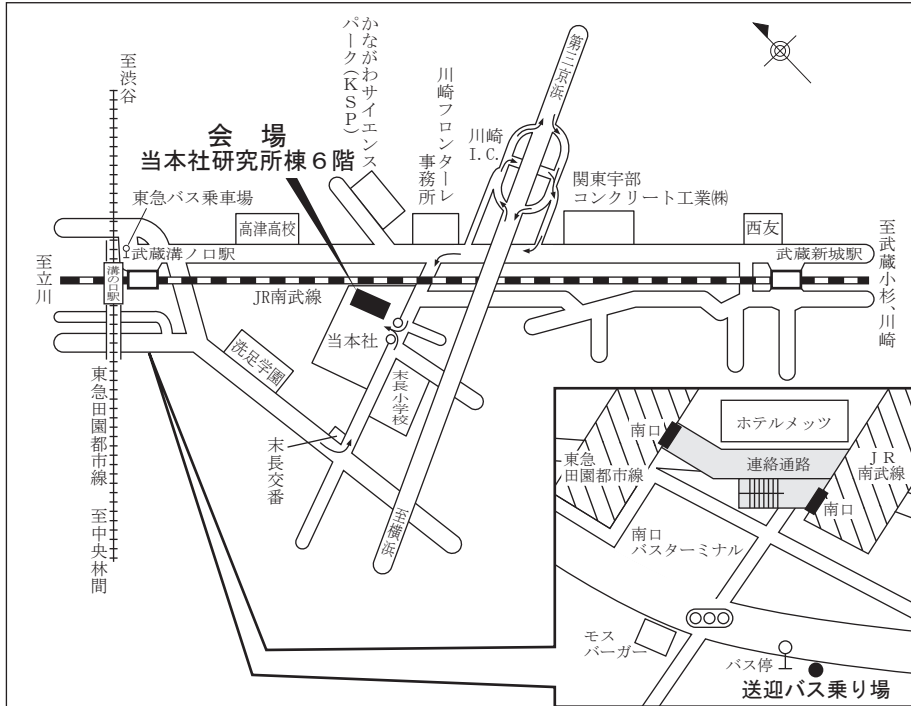 至渋谷
かながわサイエンス
パーク(KSP)
川崎フロンターレ
事務所
川崎
I.C.
第三京浜
会 場
当本社研究所棟6階
関東宇部
コンクリート工業㈱
東急バス乗車場
高津高校
西友
武蔵溝ノ口駅
武蔵新城駅
至立川
溝の口駅
JR南武線
至武蔵小杉、川崎
当本社
洗足学園
末長小学校
末長交番
至横浜
東急田園都市線
至中央林間
ホテルメッツ
南口
連絡通路
東急
田園都市線
JR
南武線
南口
南口
バスターミナル
モス
バーガー
バス停
送迎バス乗り場